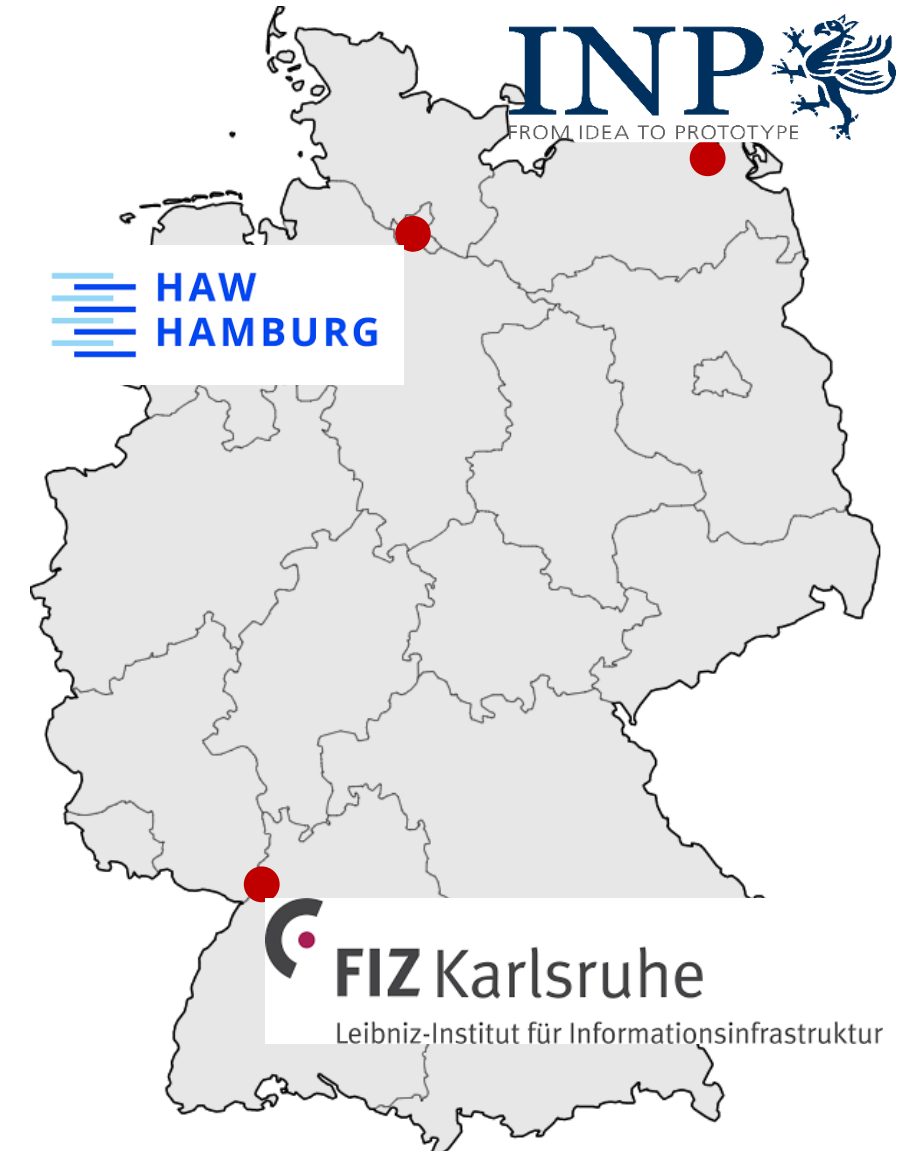 INP
FROM IDEA TO PROTOTYPE
HAW
HAMBURG
FIZ Karlsruhe
Leibniz-Institut für Informationsinfrastruktur